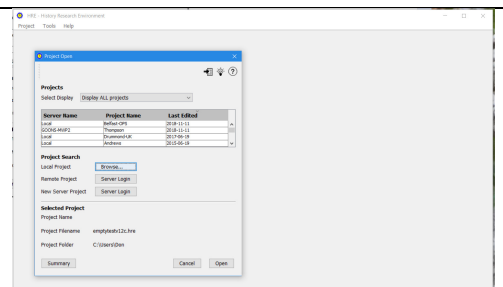 HRE - History Research Environment
Project Tools Help
Project Open
Projects
Select Display Display ALL projects
Server Name Project Name Last Edited
Local Belfast-OPS 2018-11-11
GOONS-MVP2 Thompson 2018-11-11
Local Drummond-UK 2017-06-19
Local Andrews 2015-06-19
Project Search
Local Project Browse...
Remote Project Server Login
New Server Project Server Login
Selected Project
Project Name
Project Filename emptytestv12c.hre
Project Folder C:\Users\Don
Summary Cancel Open